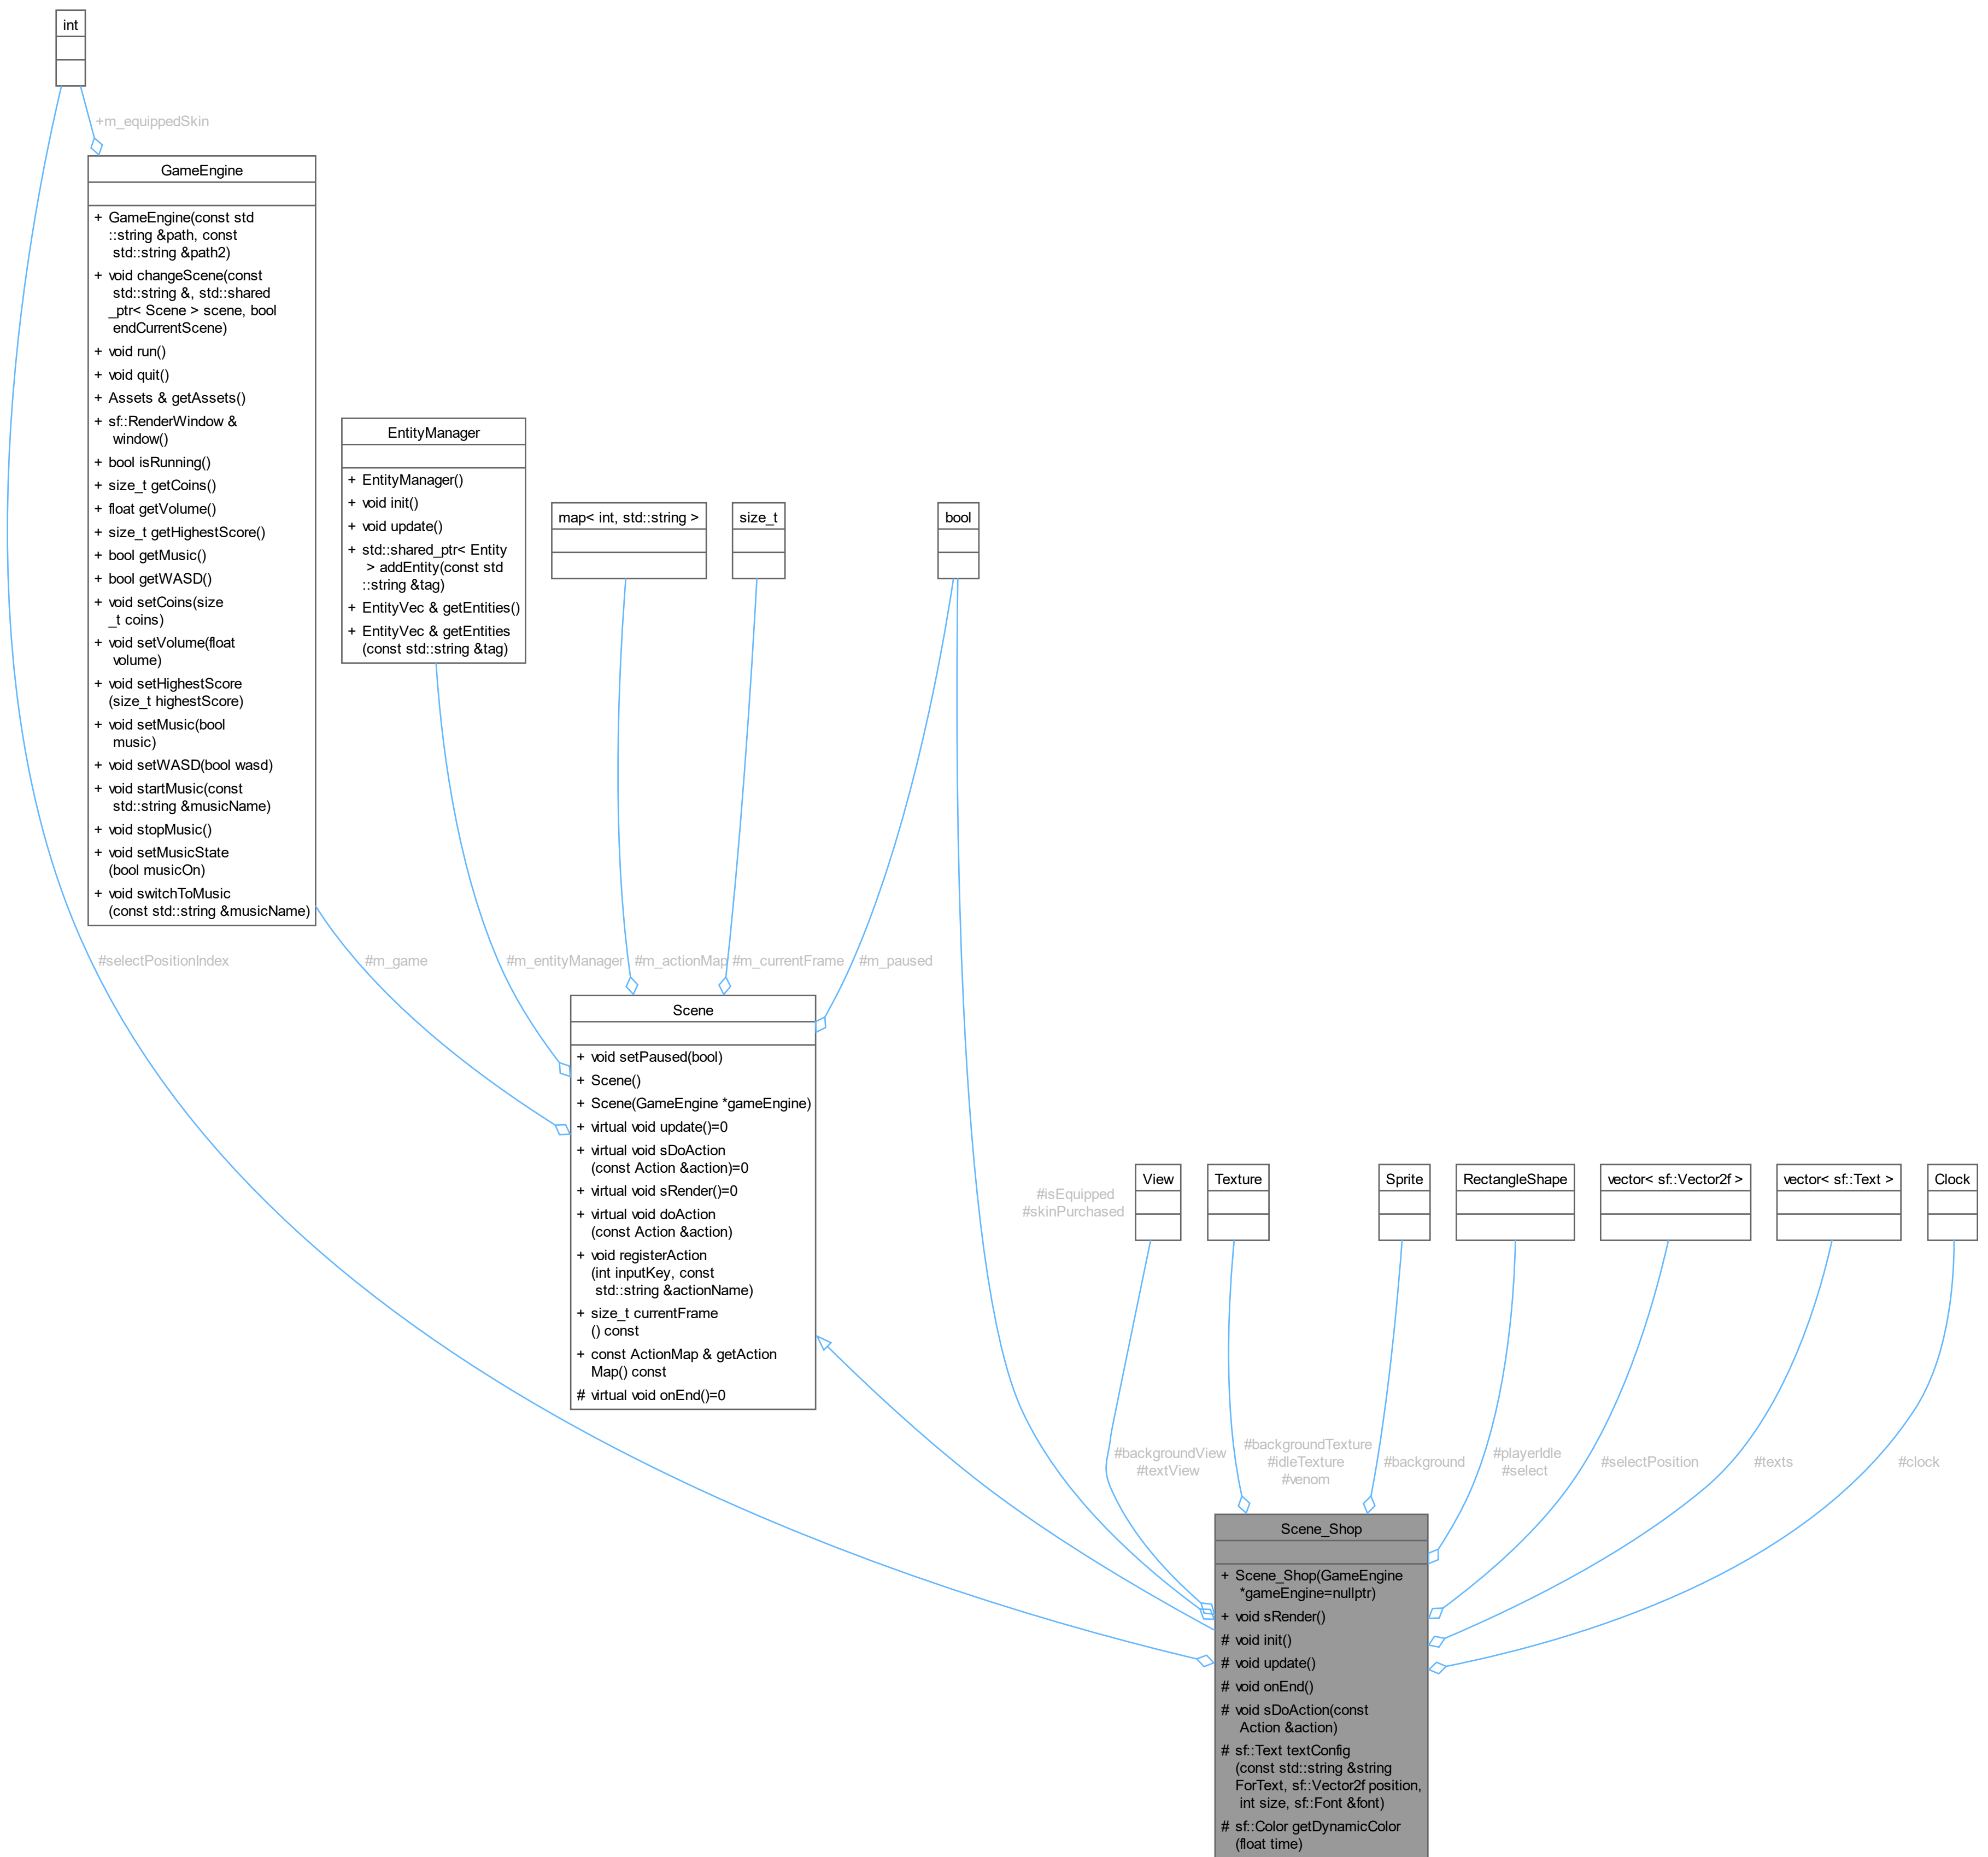 int
+m_equippedSkin
GameEngine
+ GameEngine(const std
::string &path, const
std::string &path2)
+ void changeScene(const
std::string &, std::shared
_ptr< Scene > scene, bool
endCurrentScene)
+ void run()
+ void quit()
+ Assets & getAssets()
+ sf::RenderWindow &
window()
+ bool isRunning()
+ size_t getCoins()
+ float getVolume()
+ size_t getHighestScore()
+ bool getMusic()
+ bool getWASD()
+ void setCoins(size
_t coins)
+ void setVolume(float
volume)
+ void setHighestScore
(size_t highestScore)
+ void setMusic(bool
music)
+ void setWASD(bool wasd)
+ void startMusic(const
std::string &musicName)
+ void stopMusic()
+ void setMusicState
(bool musicOn)
+ void switchToMusic
(const std::string &musicName)
EntityManager
+ EntityManager()
+ void init()
+ void update()
+ std::shared_ptr< Entity
> addEntity(const std
::string &tag)
+ EntityVec & getEntities()
+ EntityVec & getEntities
(const std::string &tag)
map< int, std::string >
size_t
bool
#selectPositionIndex
#m_game
#m_entityManager
#m_actionMap
#m_currentFrame
#m_paused
Scene
+ void setPaused(bool)
+ Scene()
+ Scene(GameEngine *gameEngine)
+ virtual void update()=0
+ virtual void sDoAction
(const Action &action)=0
+ virtual void sRender()=0
+ virtual void doAction
(const Action &action)
+ void registerAction
(int inputKey, const
std::string &actionName)
+ size_t currentFrame
() const
+ const ActionMap & getAction
Map() const
# virtual void onEnd()=0
#isEquipped
#skinPurchased
View
Texture
Sprite
RectangleShape
vector< sf::Vector2f >
vector< sf::Text >
Clock
#backgroundView
#textView
#backgroundTexture
#idleTexture
#venom
#background
#playerIdle
#select
#selectPosition
#texts
#clock
Scene_Shop
+ Scene_Shop(GameEngine
*gameEngine=nullptr)
+ void sRender()
# void init()
# void update()
# void onEnd()
# void sDoAction(const
Action &action)
# sf::Text textConfig
(const std::string &string
ForText, sf::Vector2f position,
int size, sf::Font &font)
# sf::Color getDynamicColor
(float time)